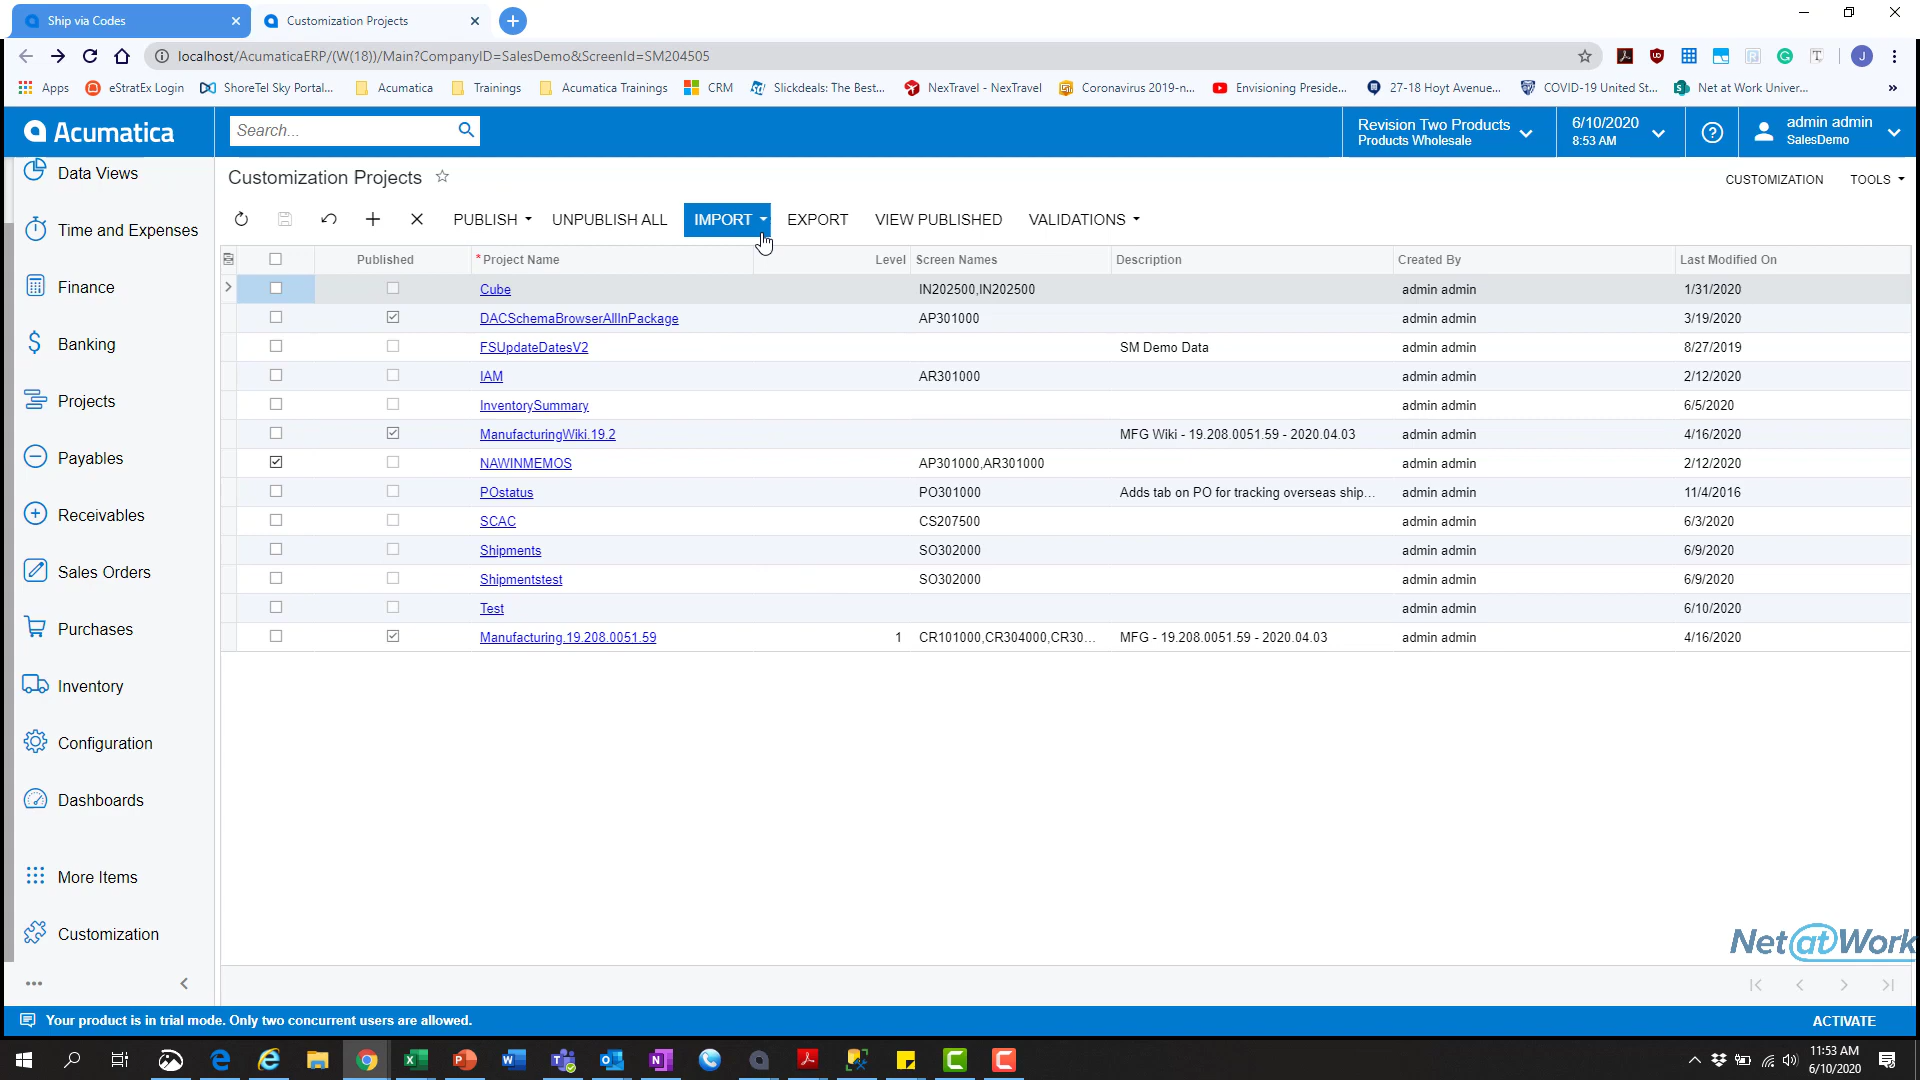 Ship via Codes
Customization Projects
localhost/AcumaticaERP/(W(18))/Main?CompanyID=SalesDemo&ScreenId=SM204505
Apps
eStratEx Login
ShoreTel Sky Portal...
Acumatica
Trainings
Acumatica Trainings
CRM
Slickdeals: The Best...
NexTravel - NexTravel
Coronavirus 2019-n...
Envisioning Preside...
27-18 Hoyt Avenue...
COVID-19 United St...
Net at Work Univer...
»
Acumatica
Search...
Revision Two Products
Products Wholesale
6/10/2020
8:53 AM
admin admin
SalesDemo
Data Views
Time and Expenses
Finance
Banking
Projects
Payables
Receivables
Sales Orders
Purchases
Inventory
Configuration
Dashboards
More Items
Customization
Customization Projects
CUSTOMIZATION TOOLS
PUBLISH UNPUBLISH ALL IMPORT EXPORT VIEW PUBLISHED VALIDATIONS
Published *Project Name Level Screen Names Description Created By Last Modified On
Cube IN202500,IN202500 admin admin 1/31/2020
DACSchemaBrowserAllInPackage AP301000 admin admin 3/19/2020
FSUpdateDatesV2 SM Demo Data admin admin 8/27/2019
IAM AR301000 admin admin 2/12/2020
InventorySummary admin admin 6/5/2020
ManufacturingWiki.19.2 MFG Wiki - 19.208.0051.59 - 2020.04.03 admin admin 4/16/2020
NAWINMEMOS AP301000,AR301000 admin admin 2/12/2020
POstatus PO301000 Adds tab on PO for tracking overseas ship... admin admin 11/4/2016
SCAC CS207500 admin admin 6/3/2020
Shipments SO302000 admin admin 6/9/2020
Shipmentstest SO302000 admin admin 6/9/2020
Test admin admin 6/10/2020
Manufacturing.19.208.0051.59 1 CR101000,CR304000,CR30... MFG - 19.208.0051.59 - 2020.04.03 admin admin 4/16/2020
Net at Work
Your product is in trial mode. Only two concurrent users are allowed.
ACTIVATE
11:53 AM
6/10/2020